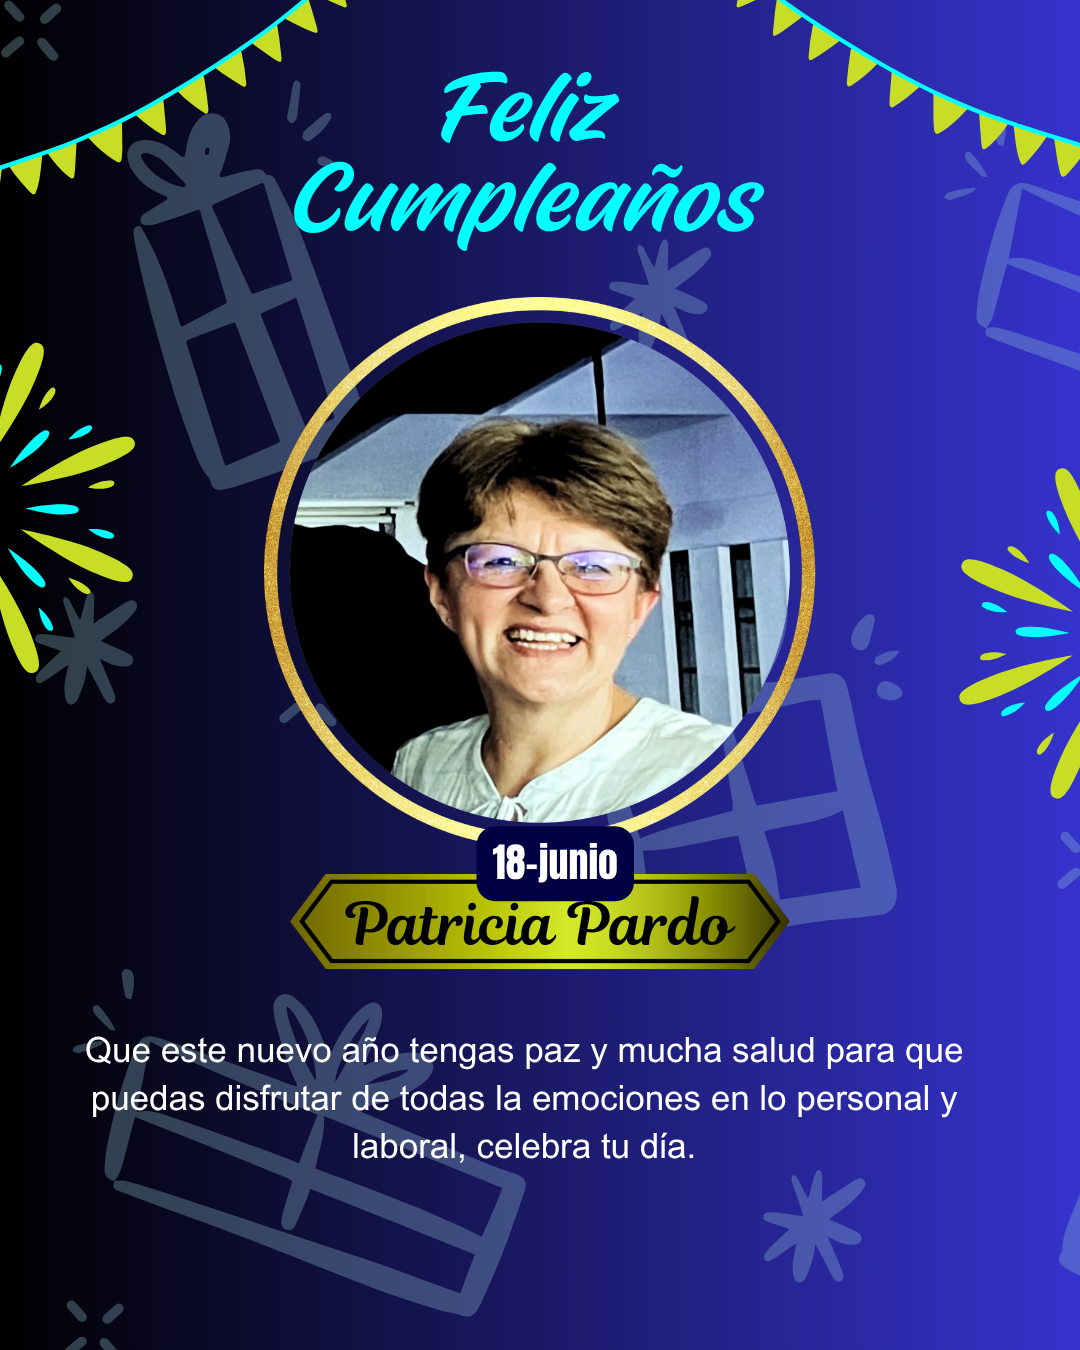 Feliz
Cumpleaños
18-junio
Patricia Pardo
Que este nuevo año tengas paz y mucha salud para que
puedas disfrutar de todas la emociones en lo personal y
laboral, celebra tu día.